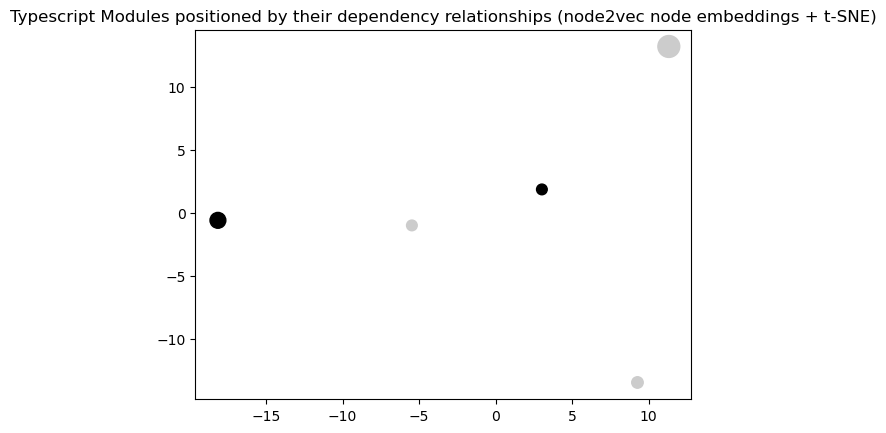 Typescript Modules positioned by their dependency relationships (node2vec node embeddings + t-SNE)
10
5
0
−5
−10
−15 −10 −5 0 5 10